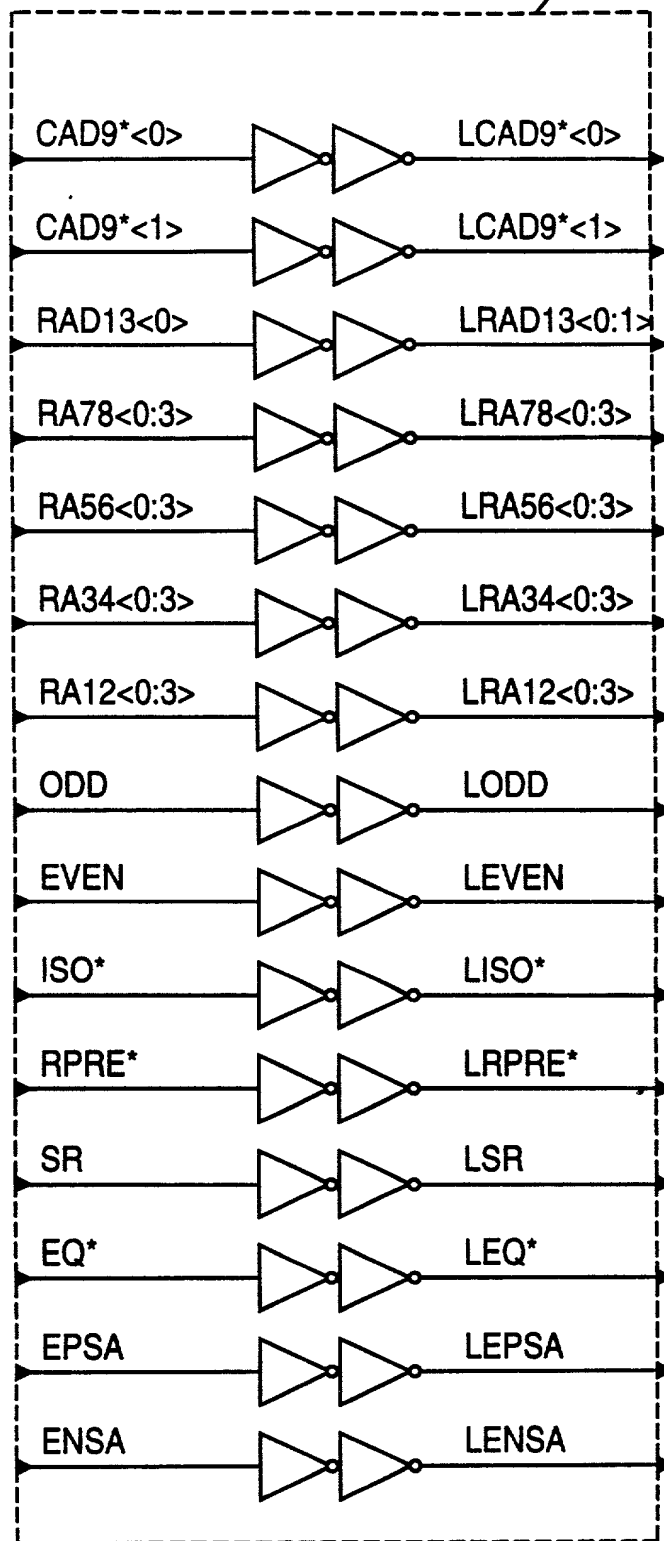 CAD9*<0> LCAD9*<0>
CAD9*<1> LCAD9*<1>
RAD13<0> LRAD13<0:1>
RA78<0:3> LRA78<0:3>
RA56<0:3> LRA56<0:3>
RA34<0:3> LRA34<0:3>
RA12<0:3> LRA12<0:3>
ODD LODD
EVEN LEVEN
ISO* LISO*
RPRE* LRPRE*
SR LSR
EQ* LEQ*
EPSA LEPSA
ENSA LENSA